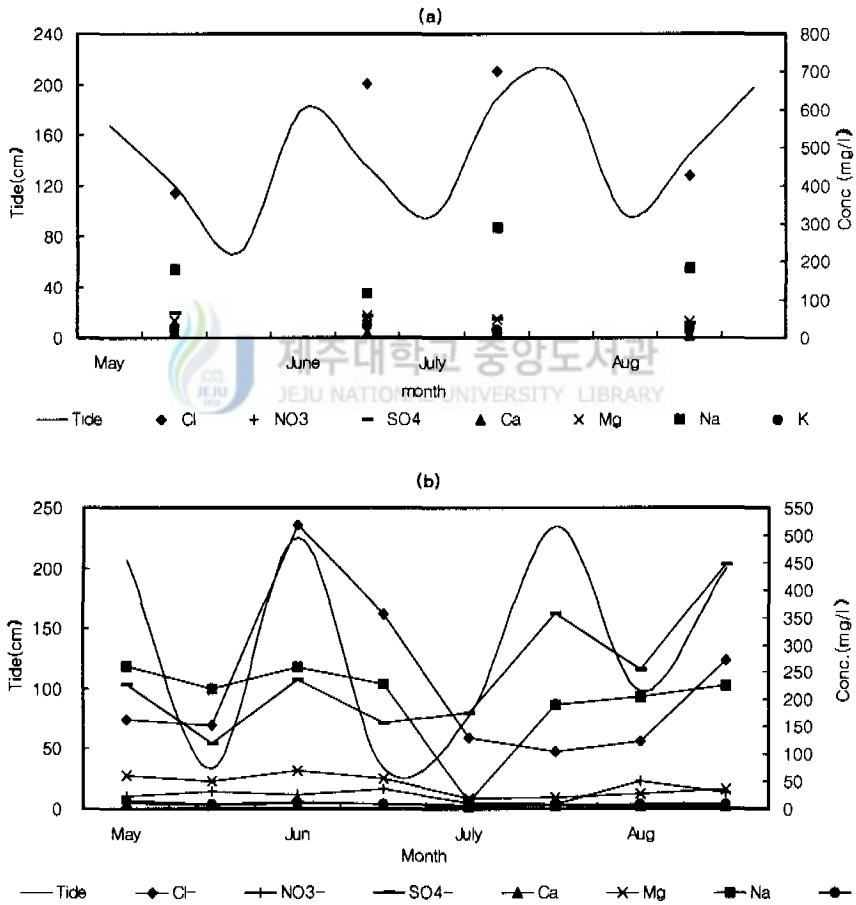 (a)
240
200
160
120
80
40
0
Tide(cm)
800
700
600
500
400
300
200
100
0
Conc (mg/l)
May June July Aug
month
제주대학교 중앙도서관
JEJU NATIONAL UNIVERSITY LIBRARY
JEJU
1952
Tide Cl NO3 SO4 Ca Mg Na K
(b)
250
200
150
100
50
0
Tide(cm)
550
500
450
400
350
300
250
200
150
100
50
0
Conc.(mg/l)
May Jun July Aug
Month
Tide Cl- NO3- SO4- Ca Mg Na